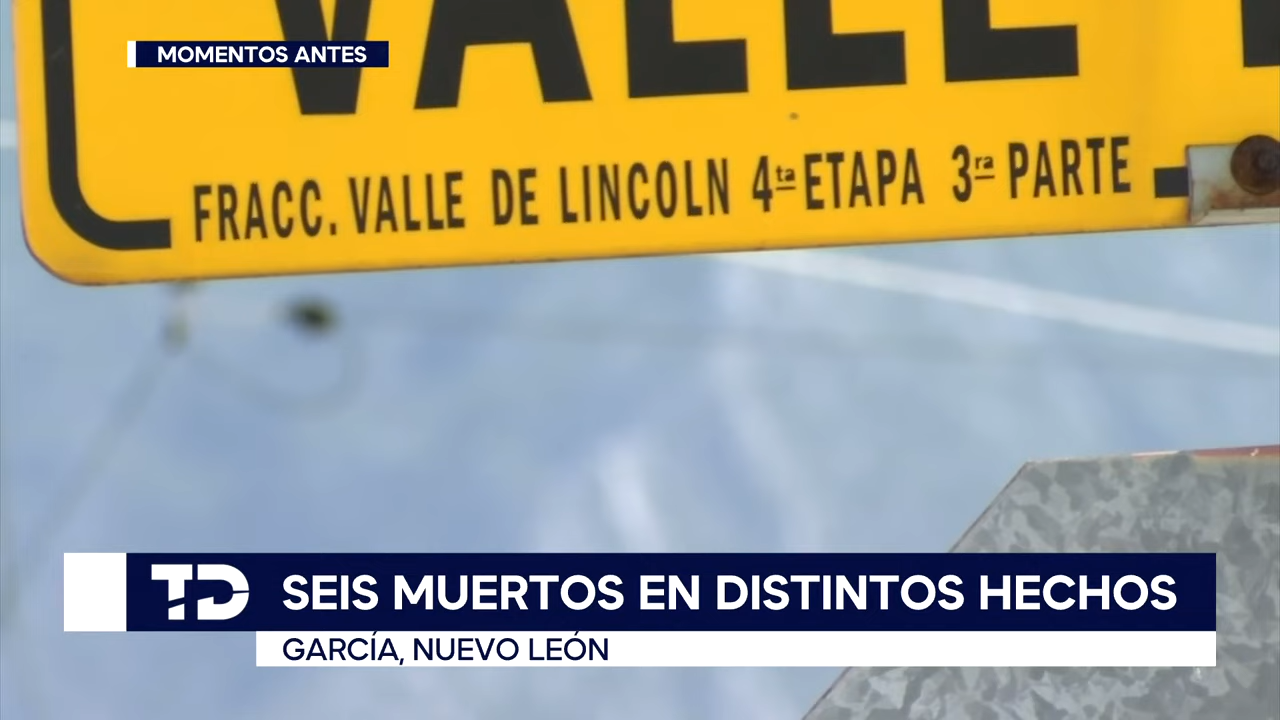 MOMENTOS ANTES
VALLE
FRACC. VALLE DE LINCOLN 4ta ETAPA 3ra PARTE
TD SEIS MUERTOS EN DISTINTOS HECHOS
GARCÍA, NUEVO LEÓN